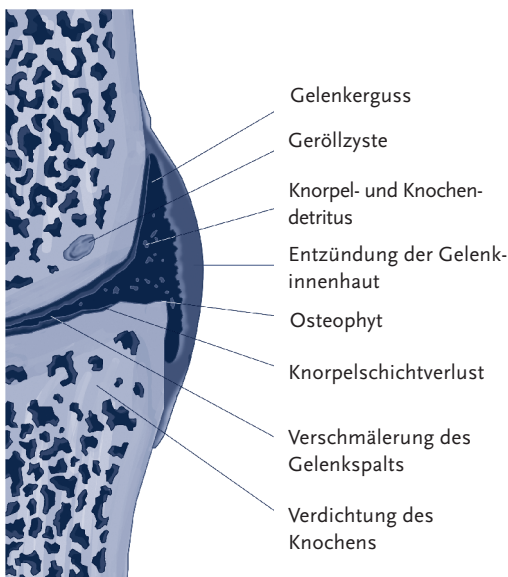 Gelenkerguss
Geröllzyste
Knorpel- und Knochen-
detritus
Entzündung der Gelenk-
innenhaut
Osteophyt
Knorpelschichtverlust
Verschmälerung des
Gelenkspalts
Verdichtung des
Knochens